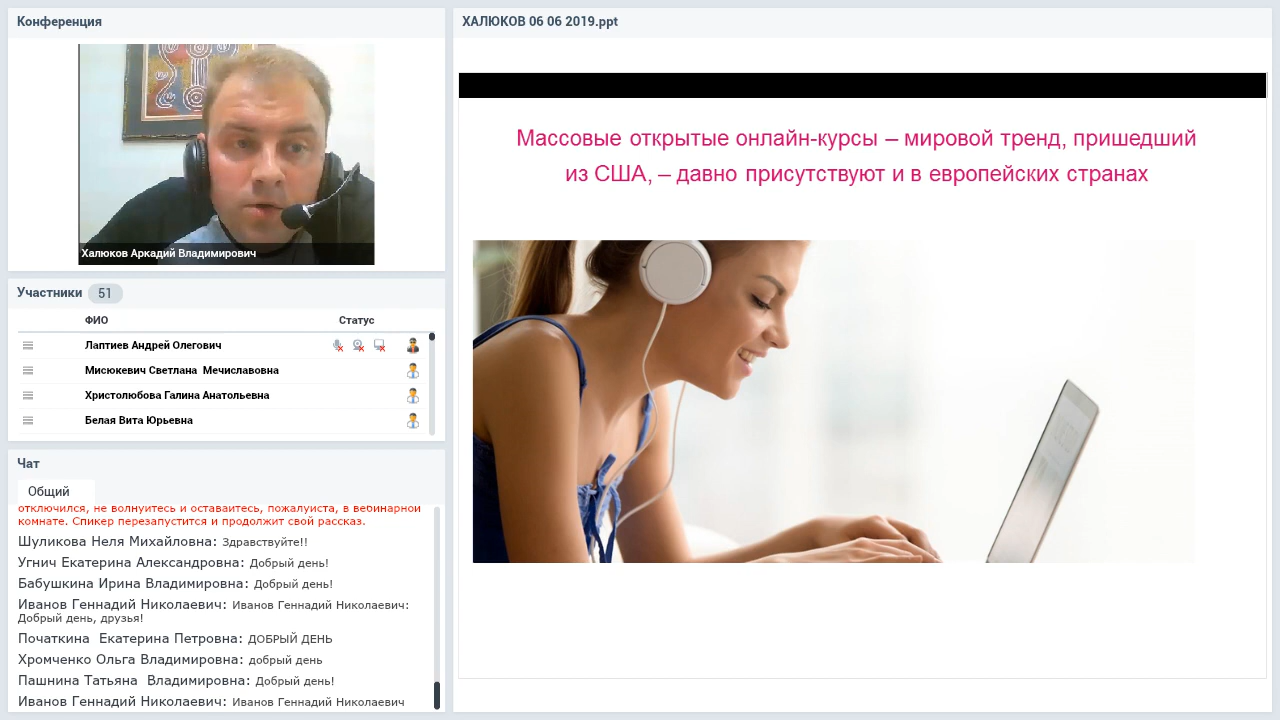 Конференция
Халюков Аркадий Владимирович
Участники 51
ФИО Статус
Лаптиев Андрей Олегович
Мисюкевич Светлана Мечиславовна
Христолюбова Галина Анатольевна
Белая Вита Юрьевна
Чат
Общий
отключился, не волнуйтесь и оставайтесь, пожалуйста, в вебинарной
комнате. Спикер перезапустится и продолжит свой рассказ.
Шуликова Неля Михайловна: Здравствуйте!!
Угнич Екатерина Александровна: Добрый день!
Бабушкина Ирина Владимировна: Добрый день!
Иванов Геннадий Николаевич: Иванов Геннадий Николаевич:
Добрый день, друзья!
Початкина Екатерина Петровна: ДОБРЫЙ ДЕНЬ
Хромченко Ольга Владимировна: добрый день
Пашнина Татьяна Владимировна: Добрый день!
Иванов Геннадий Николаевич: Иванов Геннадий Николаевич
ХАЛЮКОВ 06 06 2019.ppt
Массовые открытые онлайн-курсы – мировой тренд, пришедший
из США, – давно присутствуют и в европейских странах